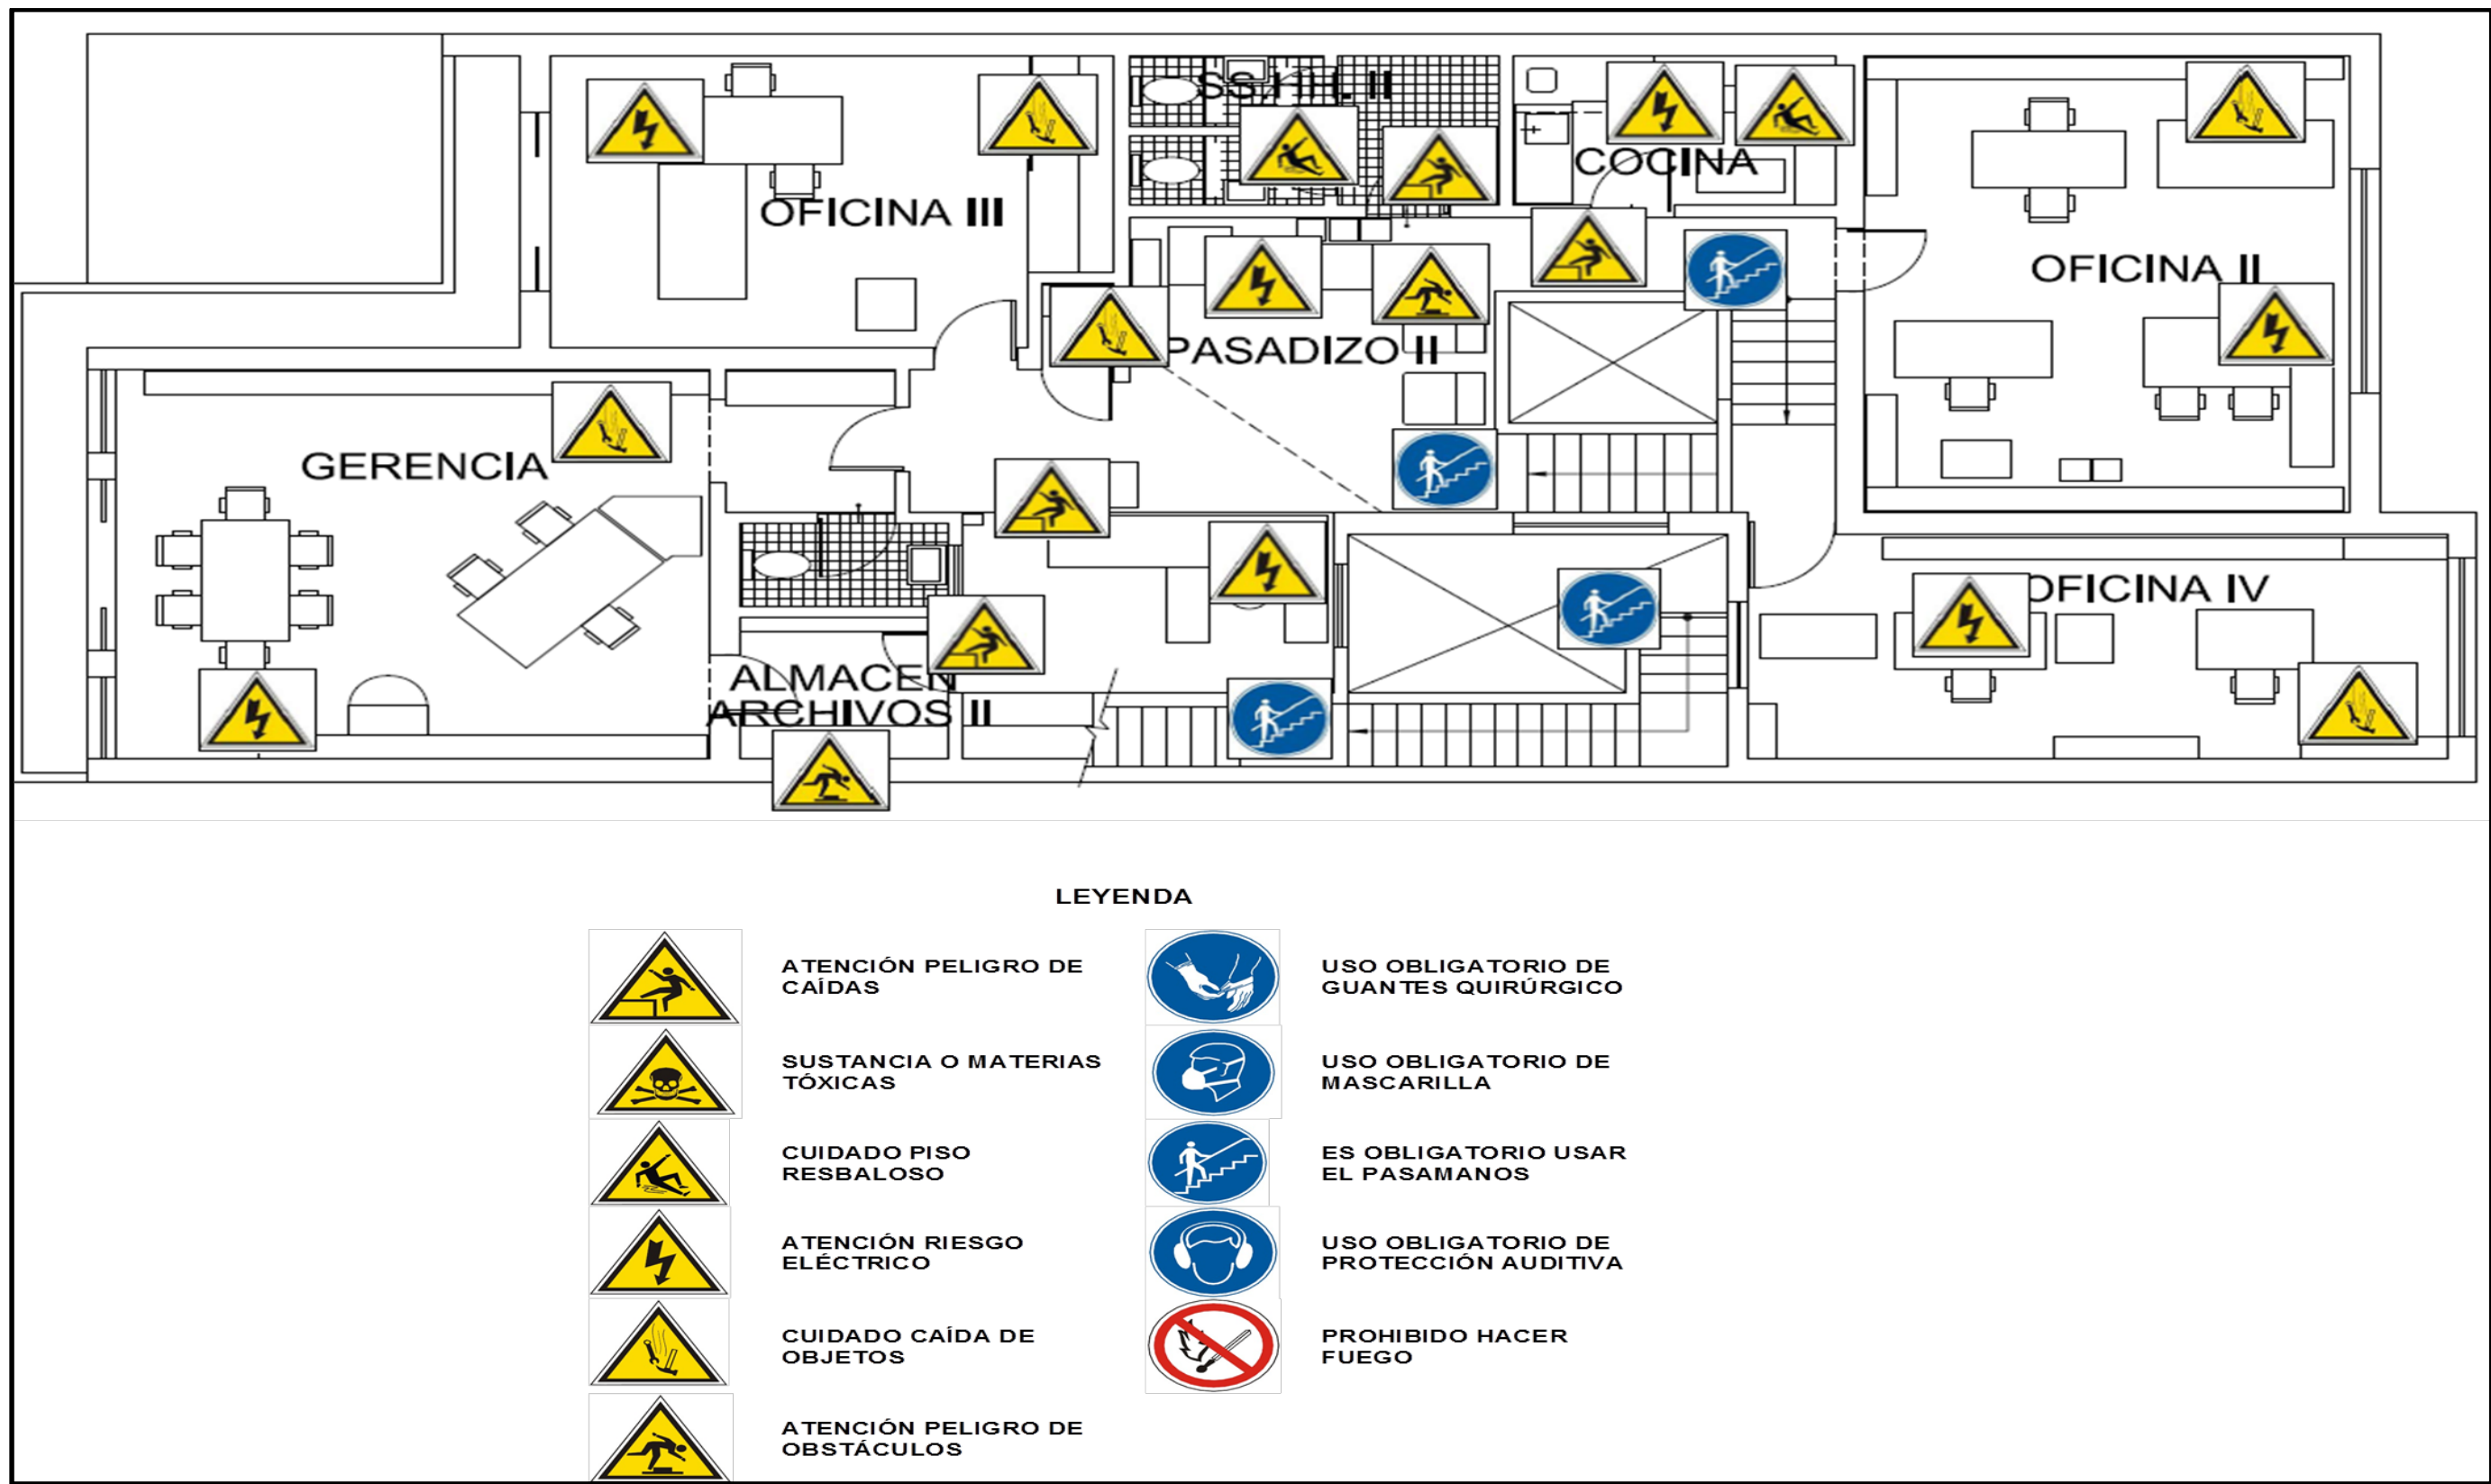 SS.HH. II
COCINA
OFICINA III
OFICINA II
PASADIZO II
GERENCIA
OFICINA IV
ALMACEN
ARCHIVOS II
LEYENDA
ATENCIÓN PELIGRO DE
CAÍDAS
SUSTANCIA O MATERIAS
TÓXICAS
CUIDADO PISO
RESBALOSO
ATENCIÓN RIESGO
ELÉCTRICO
CUIDADO CAÍDA DE
OBJETOS
ATENCIÓN PELIGRO DE
OBSTÁCULOS
USO OBLIGATORIO DE
GUANTES QUIRÚRGICO
USO OBLIGATORIO DE
MASCARILLA
ES OBLIGATORIO USAR
EL PASAMANOS
USO OBLIGATORIO DE
PROTECCIÓN AUDITIVA
PROHIBIDO HACER
FUEGO